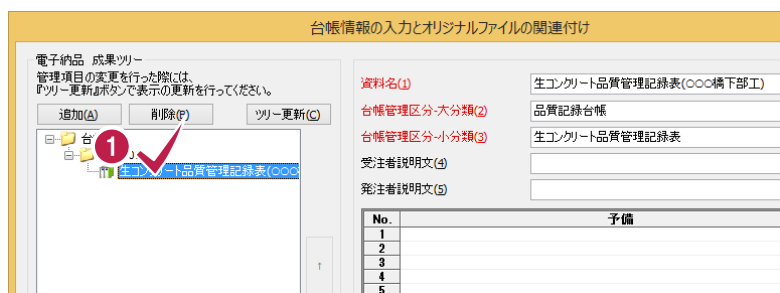 台帳情報の入力とオリジナルファイルの関連付け
電子納品 成果ツリー
管理項目の変更を行った際には、
『ツリー更新』ボタンで表示の更新を行ってください。
追加(A) 削除(P) ツリー更新(C)
台
1
0.
生コンクリート品質管理記録表(○○○橋
↑
資料名(1) 生コンクリート品質管理記録表(○○○橋下部工)
台帳管理区分-大分類(2) 品質記録台帳
台帳管理区分-小分類(3) 生コンクリート品質管理記録表
受注者説明文(4)
発注者説明文(5)
No. 予備
1
2
3
4
5